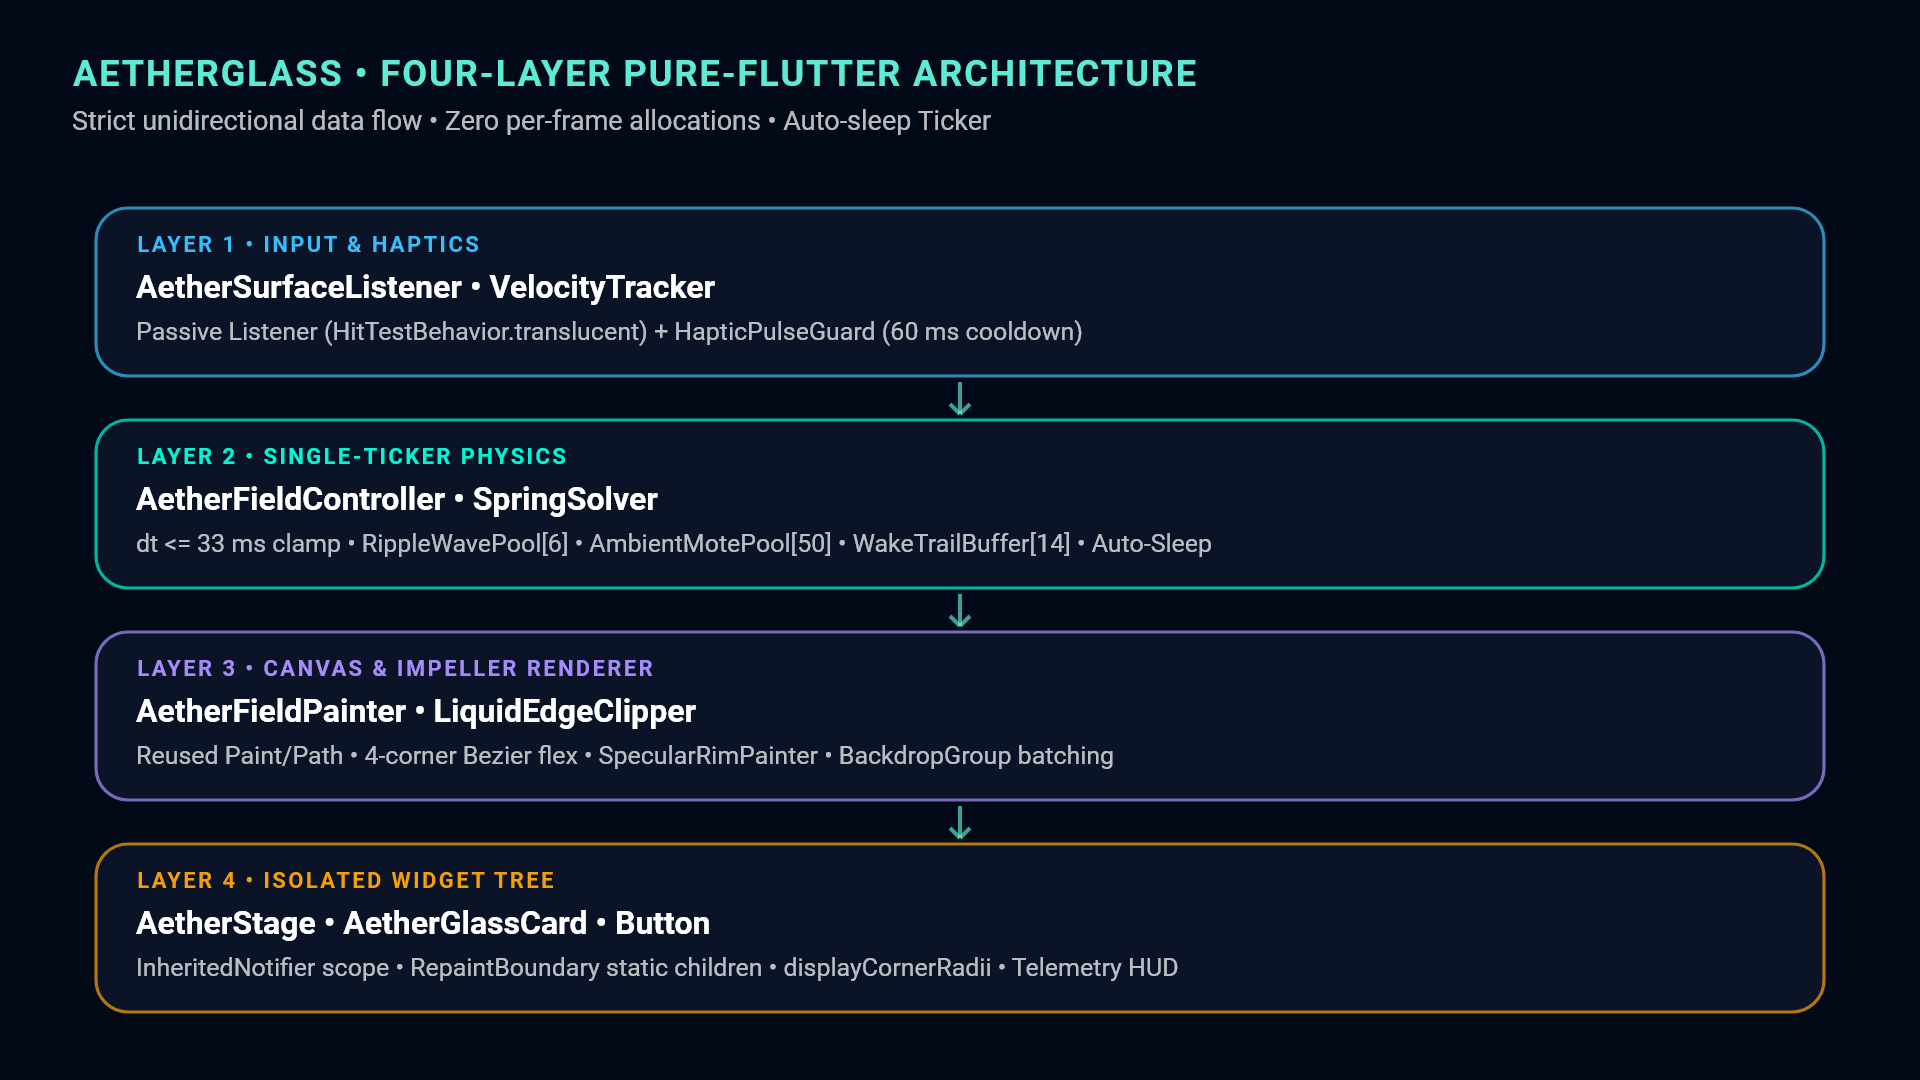 AETHERGLASS • FOUR-LAYER PURE-FLUTTER ARCHITECTURE
Strict unidirectional data flow • Zero per-frame allocations • Auto-sleep Ticker
LAYER 1 • INPUT & HAPTICS
AetherSurfaceListener • VelocityTracker
Passive Listener (HitTestBehavior.translucent) + HapticPulseGuard (60 ms cooldown)
LAYER 2 • SINGLE-TICKER PHYSICS
AetherFieldController • SpringSolver
dt <= 33 ms clamp • RippleWavePool[6] • AmbientMotePool[50] • WakeTrailBuffer[14] • Auto-Sleep
LAYER 3 • CANVAS & IMPELLER RENDERER
AetherFieldPainter • LiquidEdgeClipper
Reused Paint/Path • 4-corner Bezier flex • SpecularRimPainter • BackdropGroup batching
LAYER 4 • ISOLATED WIDGET TREE
AetherStage • AetherGlassCard • Button
InheritedNotifier scope • RepaintBoundary static children • displayCornerRadii • Telemetry HUD